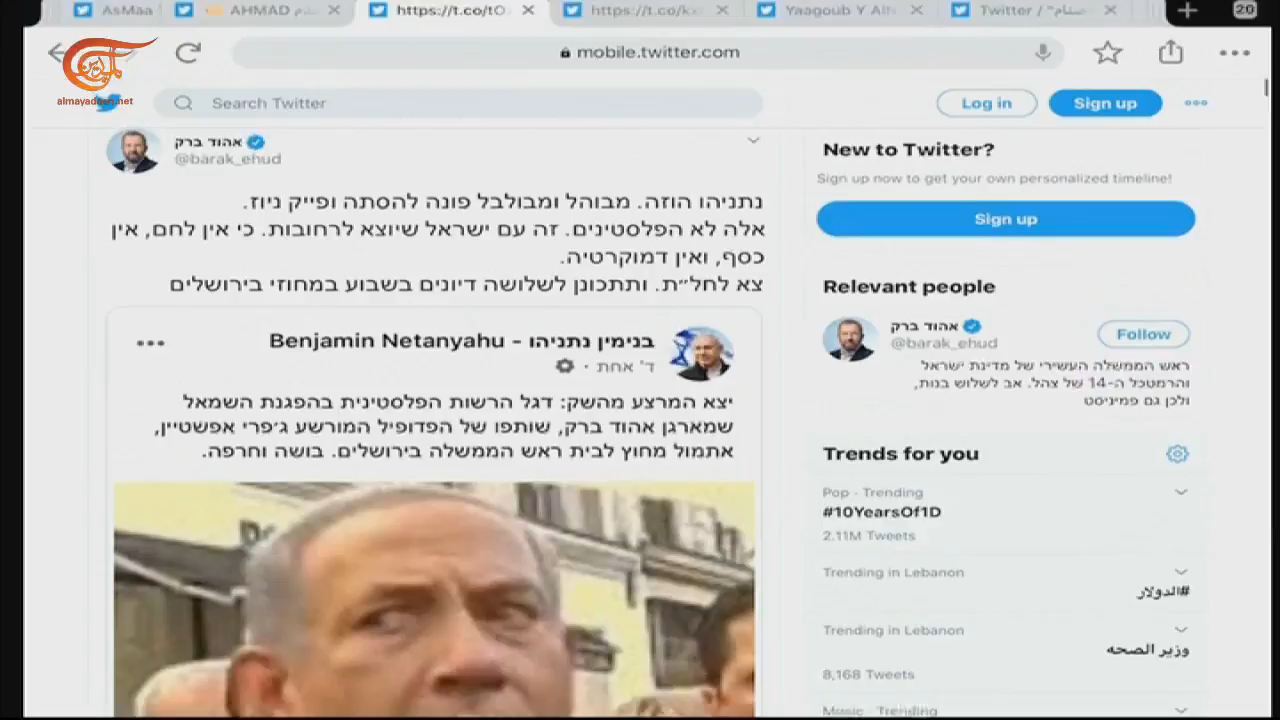 AsMaa
AHMAD
https://t.co/tO
https://t.co/k
Yaagoub Y Al
Twitter /
20
mobile.twitter.com
almayadeen.net
Search Twitter
Log in
Sign up
אהוד ברק
@barak_ehud
נתניהו הוזה. מבוהל ומבולבל פונה להסתה ופייק ניוז.
אלה לא הפלסטינים. זה עם ישראל שיוצא לרחובות. כי אין לחם, אין
כסף, ואין דמוקרטיה.
צא לחל״ת. ותתכונן לשלושה דיונים בשבוע במחוזי בירושלים
Benjamin Netanyahu - בנימין נתניהו
ד׳ אחת ·
יצא המרצע מהשק: דגל הרשות הפלסטינית בהפגנת השמאל
שמארגן אהוד ברק, שותפו של הפדופיל המורשע ג׳פרי אפשטיין,
אתמול מחוץ לבית ראש הממשלה בירושלים. בושה וחרפה.
New to Twitter?
Sign up now to get your own personalized timeline!
Sign up
Relevant people
אהוד ברק
@barak_ehud
Follow
ראש הממשלה העשירי של מדינת ישראל
והרמטכל ה-14 של צהל. אב לשלוש בנות,
ולכן גם פמיניסט
Trends for you
Pop · Trending
#10YearsOf1D
2.11M Tweets
Trending in Lebanon
#الدولار
Trending in Lebanon
وزير الصحه
8,168 Tweets
Music · Trending